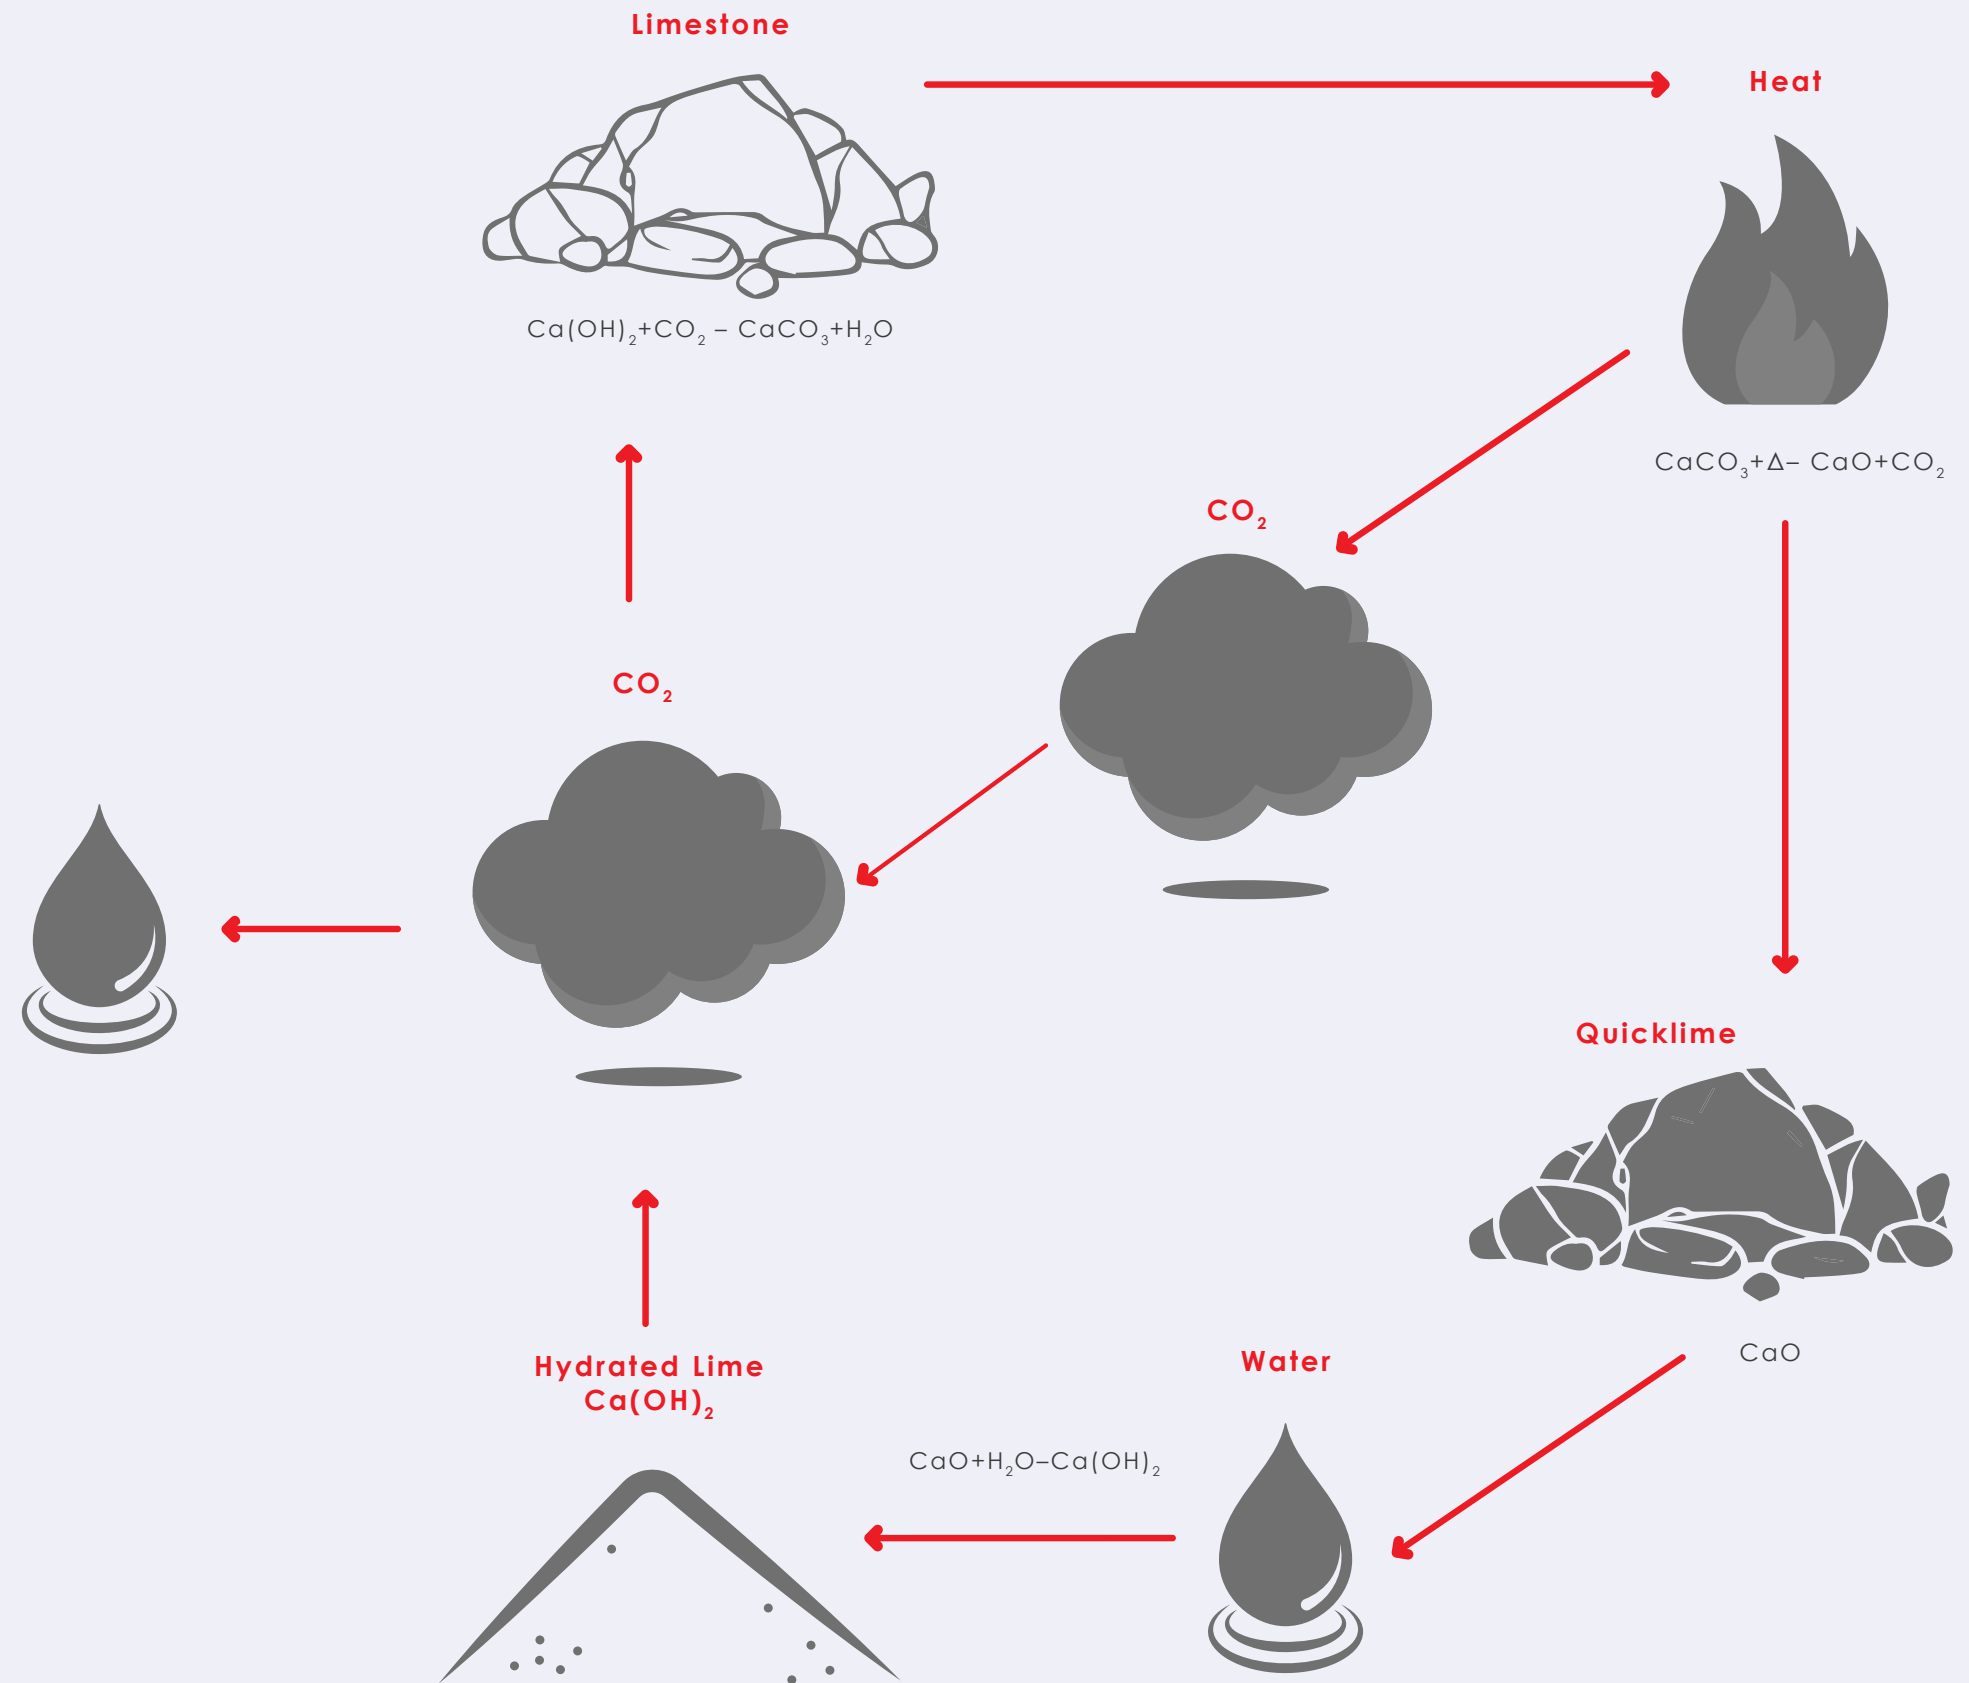 Limestone
Heat
Ca(OH)₂+CO₂ – CaCO₃+H₂O
CaCO₃+Δ– CaO+CO₂
CO₂
CO₂
Quicklime
CaO
Water
Hydrated Lime
Ca(OH)₂
CaO+H₂O–Ca(OH)₂